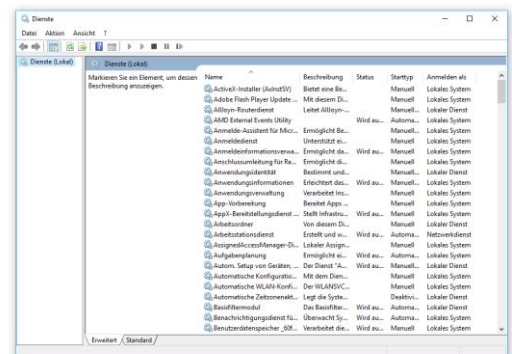 Dienste
Datei Aktion Ansicht ?
Dienste (Lokal)
Dienste (Lokal)
Markieren Sie ein Element, um dessen Beschreibung anzuzeigen.
Name Beschreibung Status Starttyp Anmelden als
ActiveX-Installer (AxInstSV) Bietet eine Be... Manuell Lokales System
Adobe Flash Player Update ... Mit diesem Di... Manuell Lokales System
AllJoyn-Routerdienst Leitet AllJoyn-... Manuell... Lokaler Dienst
AMD External Events Utility Wird au... Automa... Lokales System
Anmelde-Assistent für Micr... Ermöglicht Be... Manuell... Lokales System
Anmeldedienst Unterstützt ei... Manuell Lokales System
Anmeldeinformationsverwa... Ermöglicht da... Wird au... Manuell Lokales System
Anschlussumleitung für Re... Ermöglicht di... Manuell Lokales System
Anwendungsidentität Bestimmt und... Manuell... Lokaler Dienst
Anwendungsinformationen Erleichtert das... Wird au... Manuell... Lokales System
Anwendungsverwaltung Verarbeitet Ins... Manuell Lokales System
App-Vorbereitung Bereitet Apps ... Manuell Lokales System
AppX-Bereitstellungsdienst ... Stellt Infrastru... Wird au... Manuell Lokales System
Arbeitsordner Von diesem Di... Manuell Lokaler Dienst
Arbeitsstationsdienst Erstellt und w... Wird au... Automa... Netzwerkdienst
AssignedAccessManager-Di... Lokaler Assign... Manuell... Lokales System
Aufgabenplanung Ermöglicht ei... Wird au... Automa... Lokales System
Autom. Setup von Geräten, ... Der Dienst "A... Wird au... Manuell... Lokaler Dienst
Automatische Konfiguratio... Mit dem Dien... Manuell Lokales System
Automatische WLAN-Konfi... Der WLANSVC... Manuell Lokales System
Automatische Zeitzonenakt... Legt die Syste... Deaktivi... Lokaler Dienst
Basisfiltermodul Das Basisfilter... Wird au... Automa... Lokaler Dienst
Benachrichtigungsdienst fü... Überwacht Sy... Wird au... Automa... Lokales System
Benutzerdatenspeicher Verarbeitet die... Wird au... Manuell Lokales System
Erweitert Standard